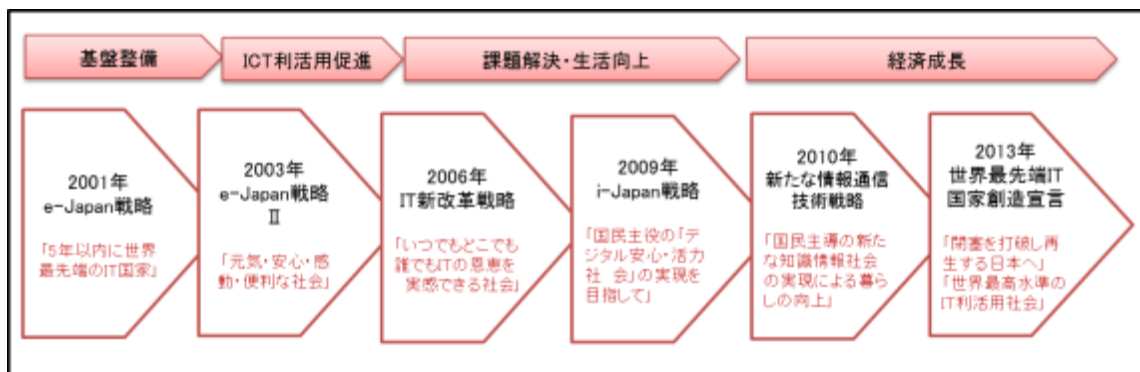 基盤整備
ICT利活用促進
課題解決・生活向上
経済成長
2001年
e-Japan戦略
「5年以内に世界
最先端のIT国家」
2003年
e-Japan戦略
Ⅱ
「元気・安心・感
動・便利な社会」
2006年
IT新改革戦略
「いつでもどこでも
誰でもITの恩恵を
実感できる社会」
2009年
i-Japan戦略
「国民主役の「デ
ジタル安心・活力
社　会」の実現を
目指して」
2010年
新たな情報通信
技術戦略
「国民主導の新た
な知識情報社会
の実現による暮ら
しの向上」
2013年
世界最先端IT
国家創造宣言
「閉塞を打破し再
生する日本へ」
「世界最高水準の
IT利活用社会」